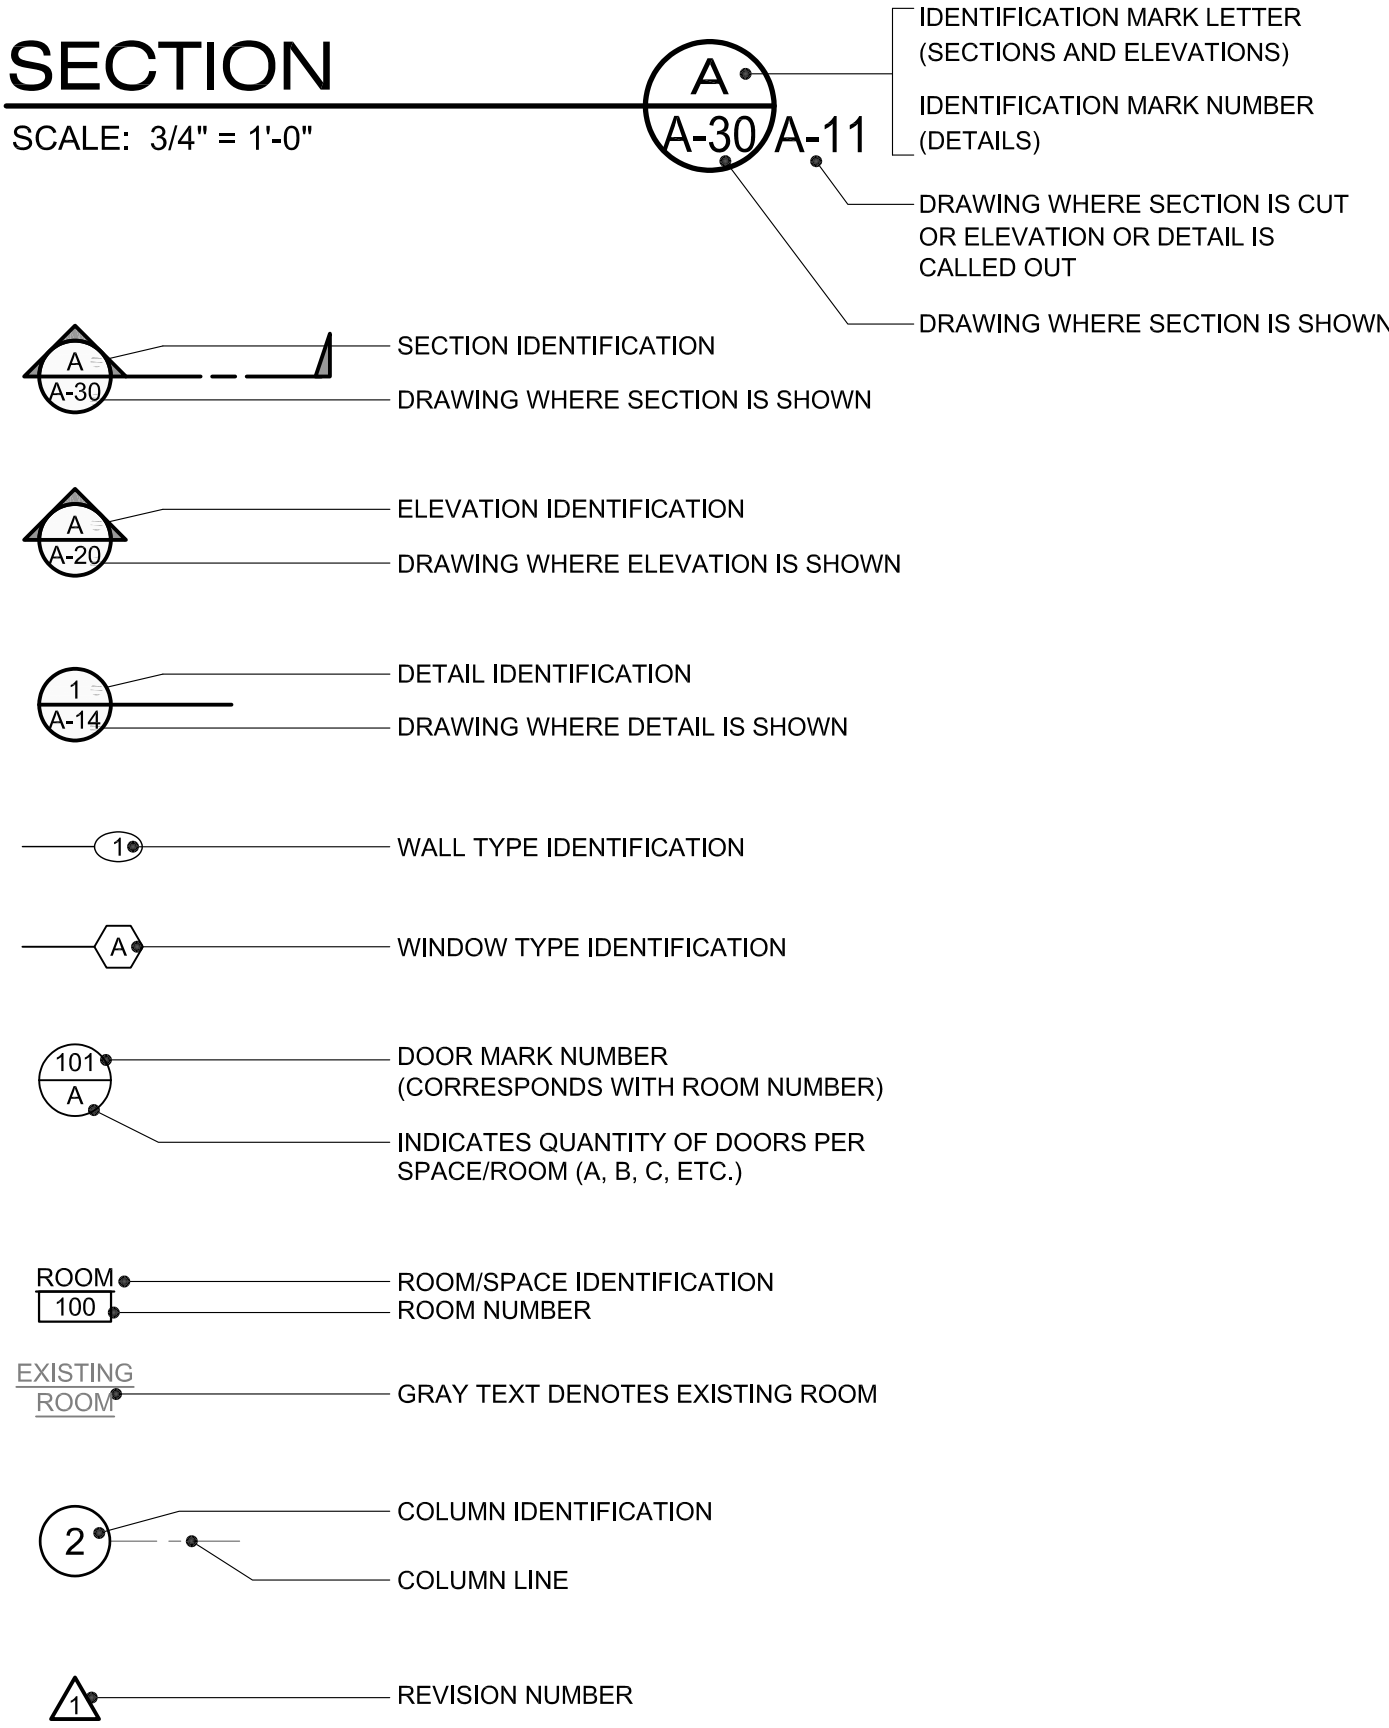 SECTION
SCALE: 3/4" = 1'-0"
A
A-30
A-11
IDENTIFICATION MARK LETTER
(SECTIONS AND ELEVATIONS)
IDENTIFICATION MARK NUMBER
(DETAILS)
DRAWING WHERE SECTION IS CUT
OR ELEVATION OR DETAIL IS
CALLED OUT
DRAWING WHERE SECTION IS SHOWN
A
A-30
SECTION IDENTIFICATION
DRAWING WHERE SECTION IS SHOWN
A
A-20
ELEVATION IDENTIFICATION
DRAWING WHERE ELEVATION IS SHOWN
1
A-14
DETAIL IDENTIFICATION
DRAWING WHERE DETAIL IS SHOWN
1
WALL TYPE IDENTIFICATION
A
WINDOW TYPE IDENTIFICATION
101
A
DOOR MARK NUMBER
(CORRESPONDS WITH ROOM NUMBER)
INDICATES QUANTITY OF DOORS PER
SPACE/ROOM (A, B, C, ETC.)
ROOM
100
ROOM/SPACE IDENTIFICATION
ROOM NUMBER
EXISTING
ROOM
GRAY TEXT DENOTES EXISTING ROOM
2
COLUMN IDENTIFICATION
COLUMN LINE
1
REVISION NUMBER